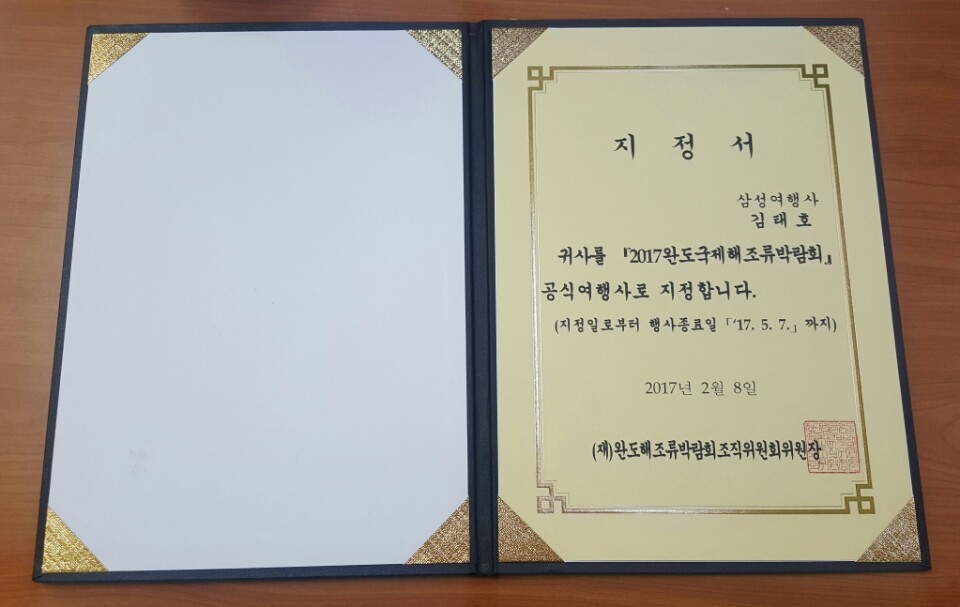 지 정 서
삼성여행사
김 태 호
귀사를 『2017완도국제해조류박람회』
공식여행사로 지정합니다.
(지정일로부터 행사종료일 「'17. 5. 7.」까지)
2017년 2월 8일
(재)완도해조류박람회조직위원회위원장